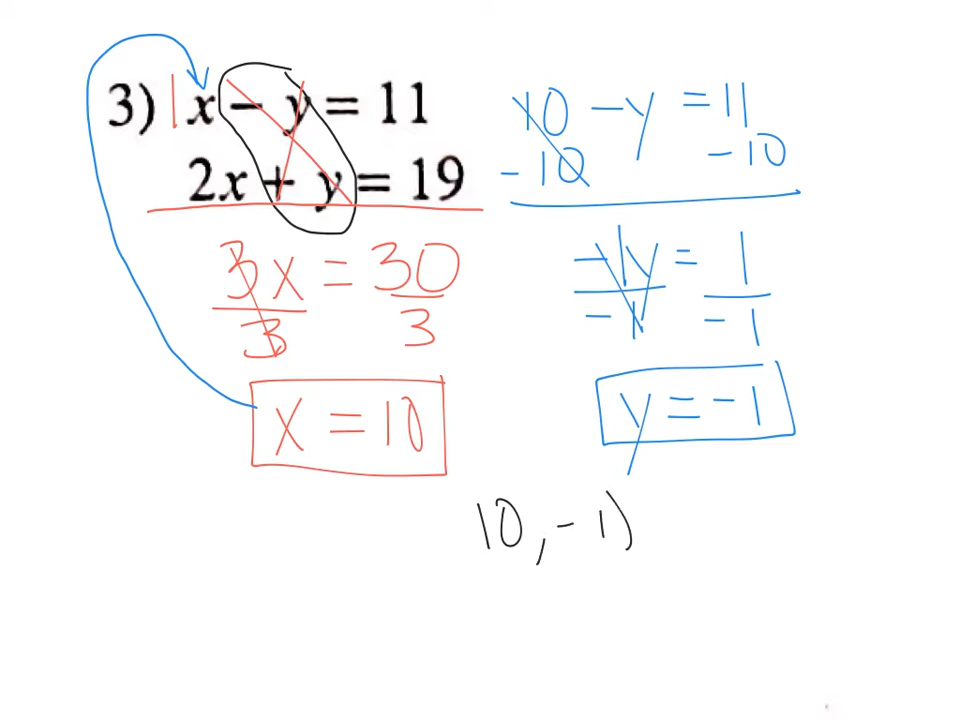 3) 1x - y = 11
2x + y = 19
3x = 30
3 3
x = 10
10 - y = 11
- 10 - 10
- 1y = 1
- 1 - 1
y = - 1
10, - 1)